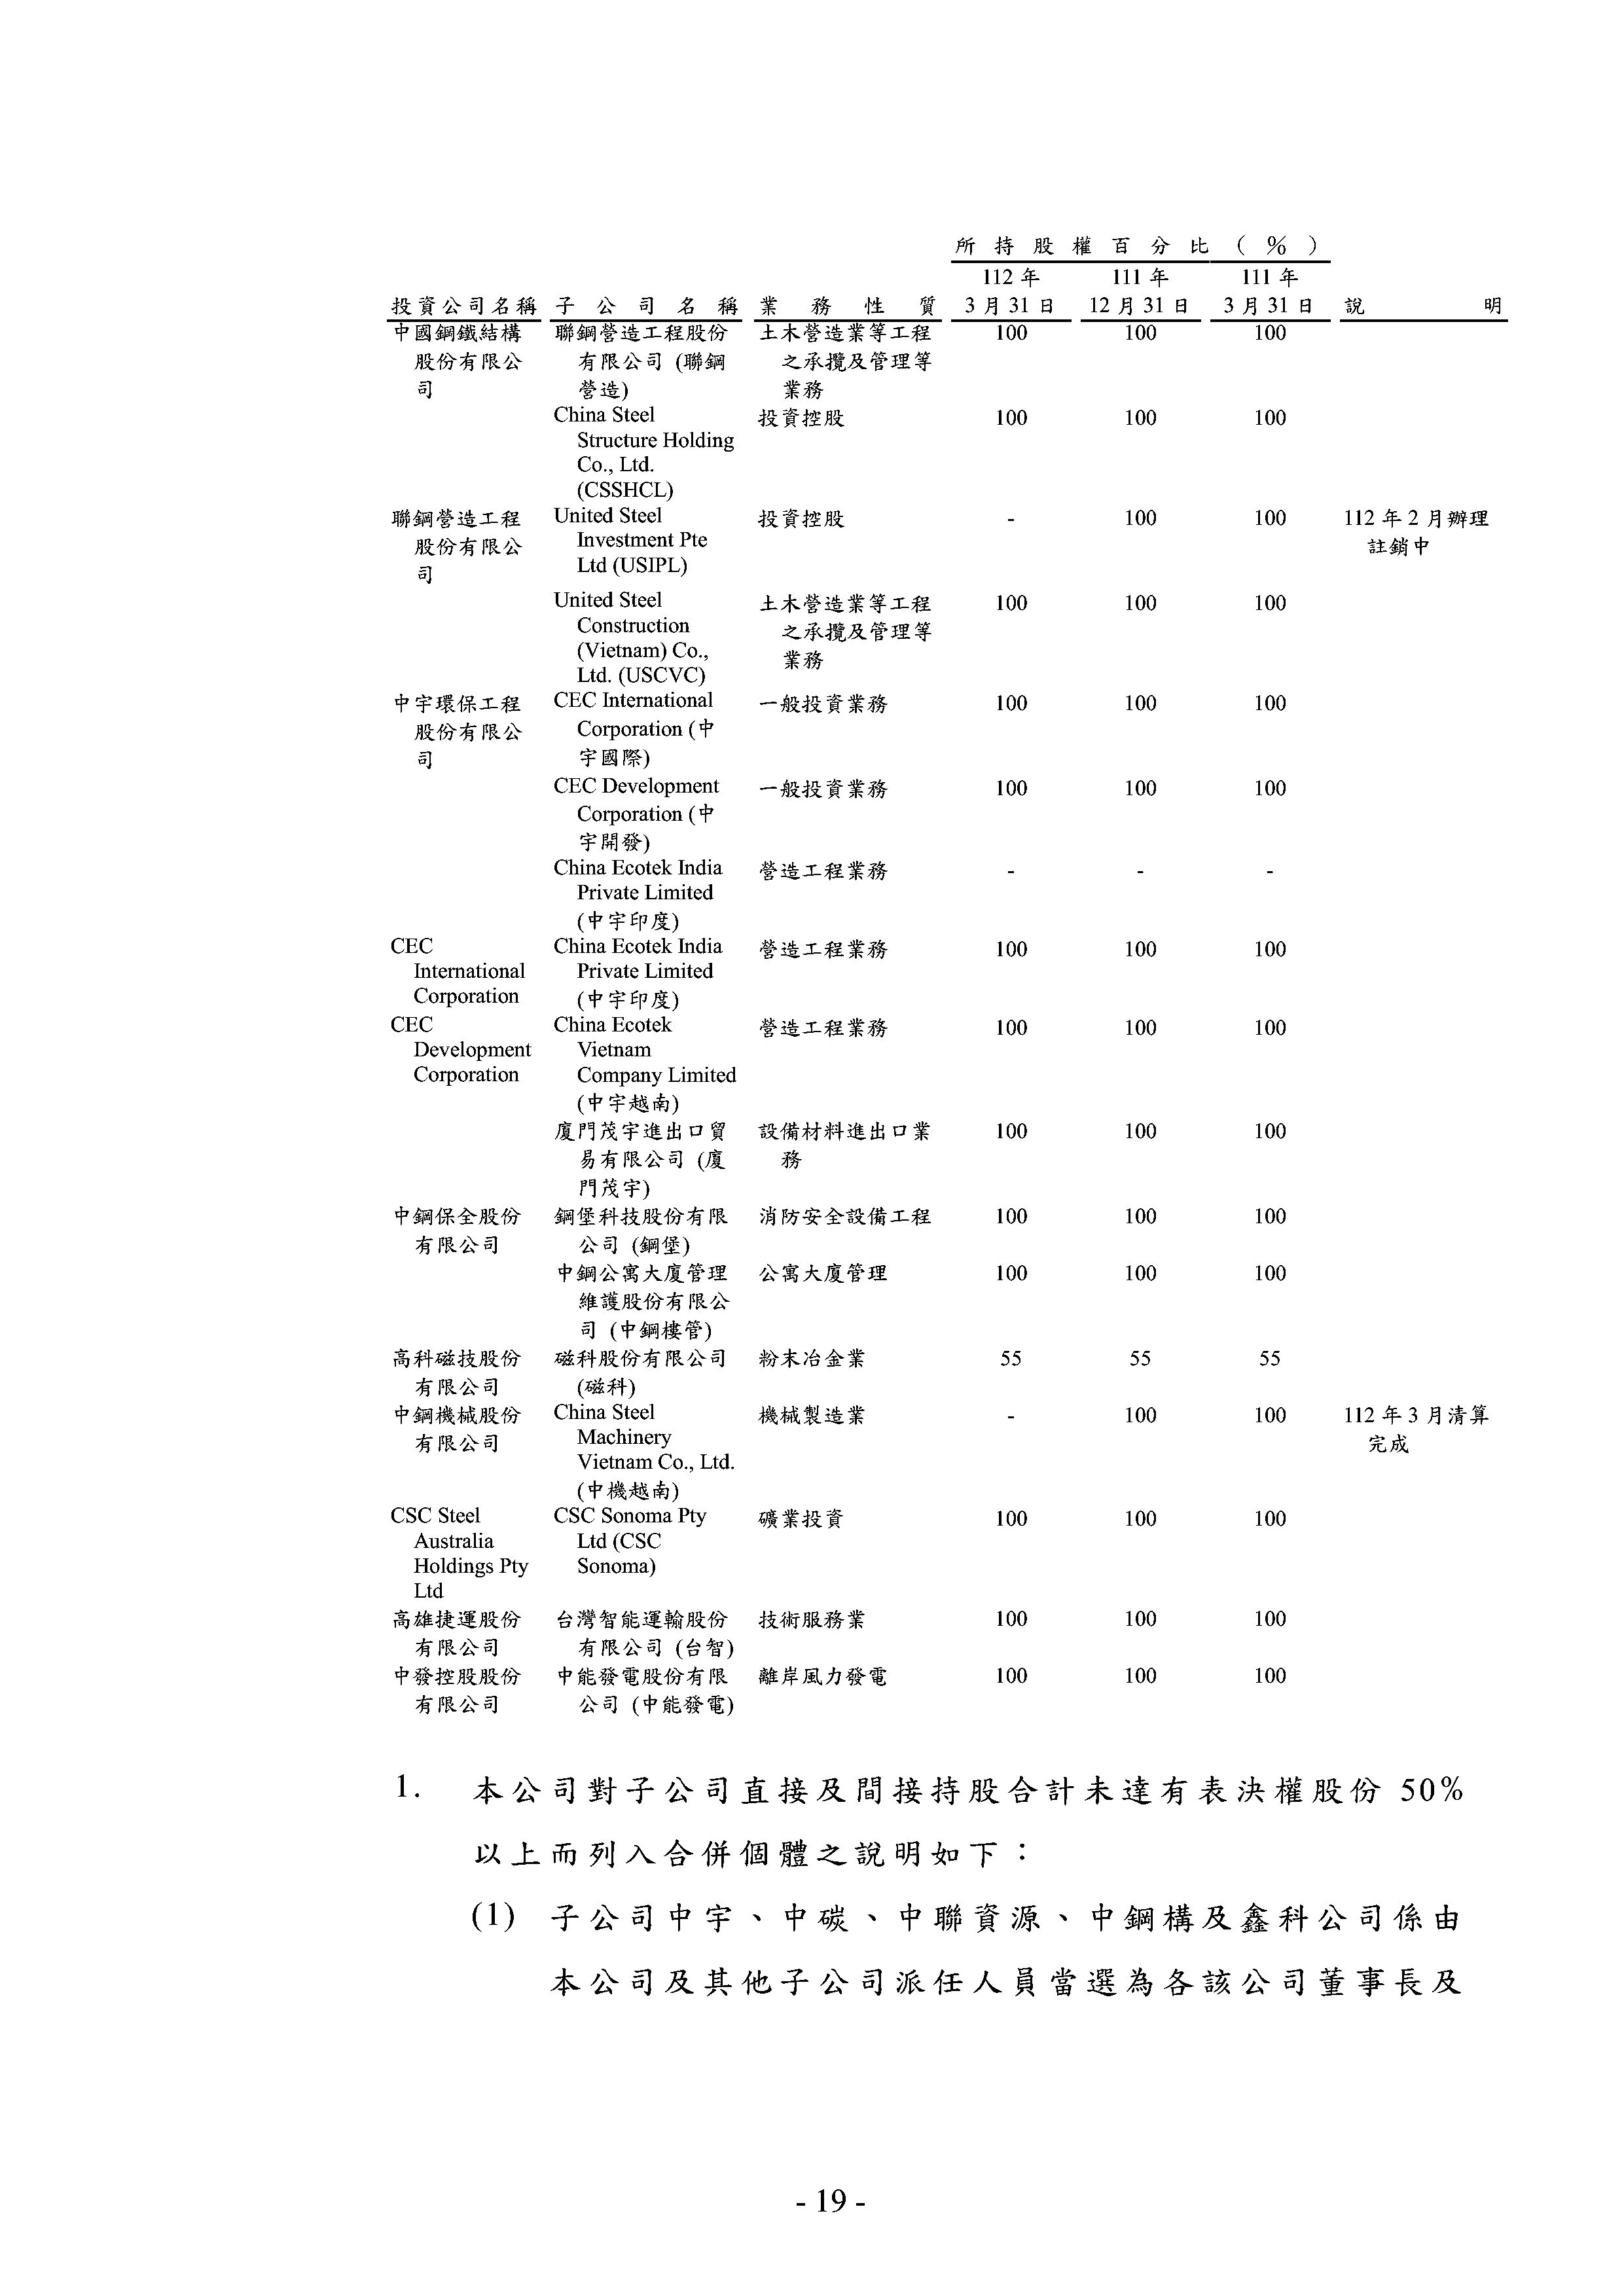 所持股權百分比(%)
112年 111年 111年
投資公司名稱 子公司名稱 業務性質 3月31日 12月31日 3月31日 說明
中國鋼鐵結構 聯鋼營造工程股份 土木營造業等工程 100 100 100
股份有限公 有限公司 (聯鋼 之承攬及管理等
司 營造) 業務
China Steel 投資控股 100 100 100
Structure Holding
Co., Ltd.
(CSSHCL)
聯鋼營造工程 United Steel 投資控股 - 100 100 112年2月辦理
股份有限公 Investment Pte 註銷中
司 Ltd (USIPL)
United Steel 土木營造業等工程 100 100 100
Construction 之承攬及管理等
(Vietnam) Co., 業務
Ltd. (USCVC)
中宇環保工程 CEC International 一般投資業務 100 100 100
股份有限公 Corporation (中
司 宇國際)
CEC Development 一般投資業務 100 100 100
Corporation (中
宇開發)
China Ecotek India 營造工程業務 - - -
Private Limited
(中宇印度)
CEC China Ecotek India 營造工程業務 100 100 100
International Private Limited
Corporation (中宇印度)
CEC China Ecotek 營造工程業務 100 100 100
Development Vietnam
Corporation Company Limited
(中宇越南)
廈門茂宇進出口貿 設備材料進出口業 100 100 100
易有限公司 (廈 務
門茂宇)
中鋼保全股份 鋼堡科技股份有限 消防安全設備工程 100 100 100
有限公司 公司 (鋼堡)
中鋼公寓大廈管理 公寓大廈管理 100 100 100
維護股份有限公
司 (中鋼樓管)
高科磁技股份 磁科股份有限公司 粉末冶金業 55 55 55
有限公司 (磁科)
中鋼機械股份 China Steel 機械製造業 - 100 100 112年3月清算
有限公司 Machinery 完成
Vietnam Co., Ltd.
(中機越南)
CSC Steel CSC Sonoma Pty 礦業投資 100 100 100
Australia Ltd (CSC
Holdings Pty Sonoma)
Ltd
高雄捷運股份 台灣智能運輸股份 技術服務業 100 100 100
有限公司 有限公司 (台智)
中發控股股份 中能發電股份有限 離岸風力發電 100 100 100
有限公司 公司 (中能發電)
1. 本公司對子公司直接及間接持股合計未達有表決權股份 50%
以上而列入合併個體之說明如下：
(1) 子公司中宇、中碳、中聯資源、中鋼構及鑫科公司係由
本公司及其他子公司派任人員當選為各該公司董事長及
- 19 -